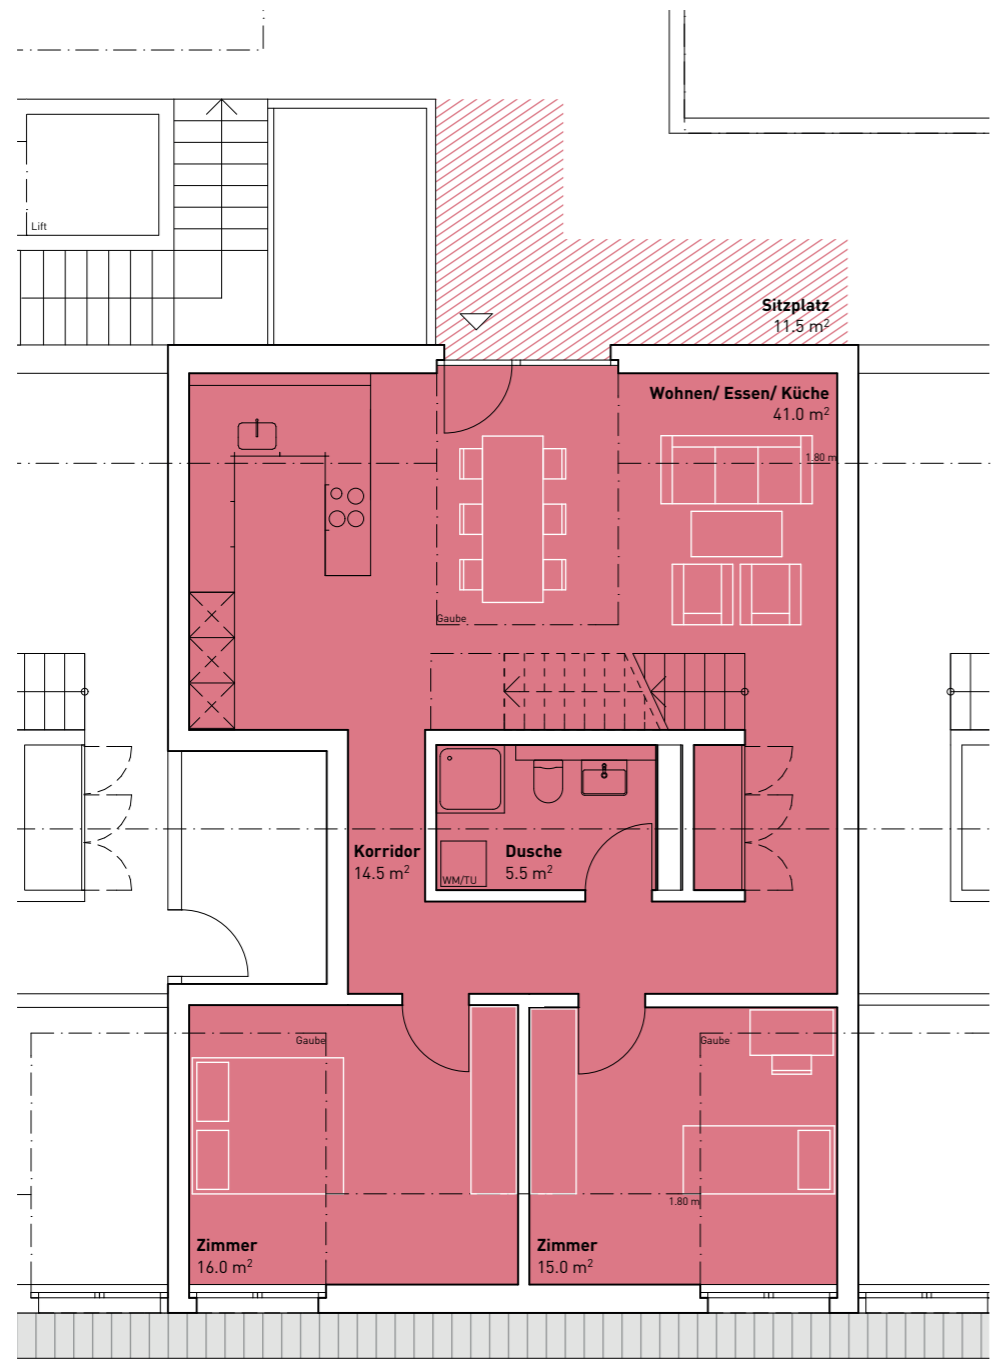 Lift
Sitzplatz
11.5 m²
Wohnen/ Essen/ Küche
41.0 m²
1.80 m
Gaube
Korridor
14.5 m²
Dusche
5.5 m²
WM/TU
Gaube
Gaube
1.80 m
Zimmer
16.0 m²
Zimmer
15.0 m²